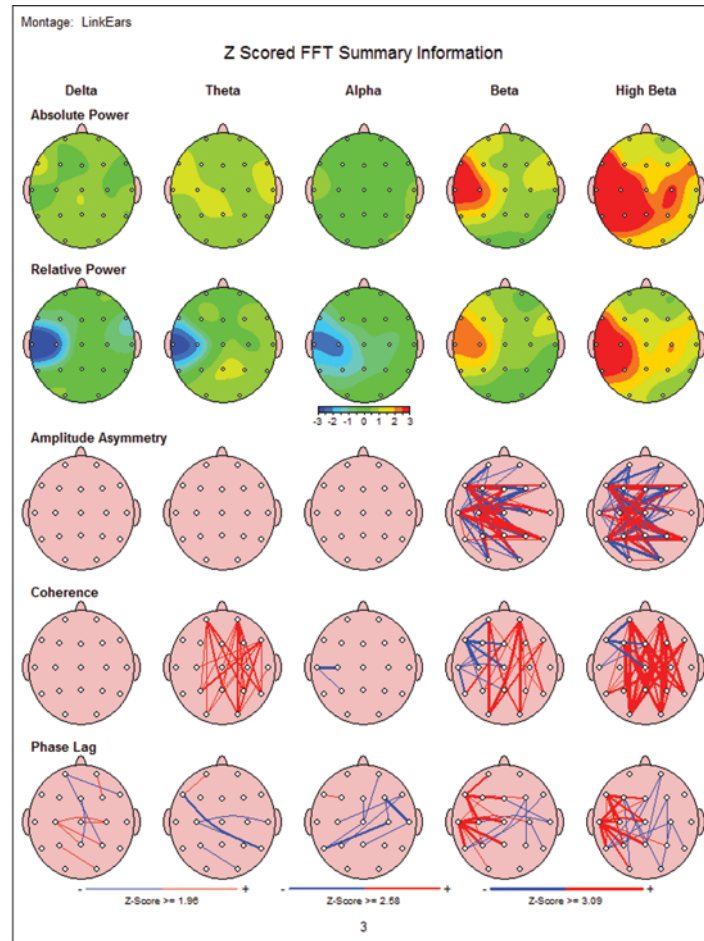 Montage: LinkEars
Z Scored FFT Summary Information
Delta Theta Alpha Beta High Beta
Absolute Power
Relative Power
-3 -2 -1 0 1 2 3
Amplitude Asymmetry
Coherence
Phase Lag
- + - + - +
Z-Score >= 1.96 Z-Score >= 2.58 Z-Score >= 3.09
3